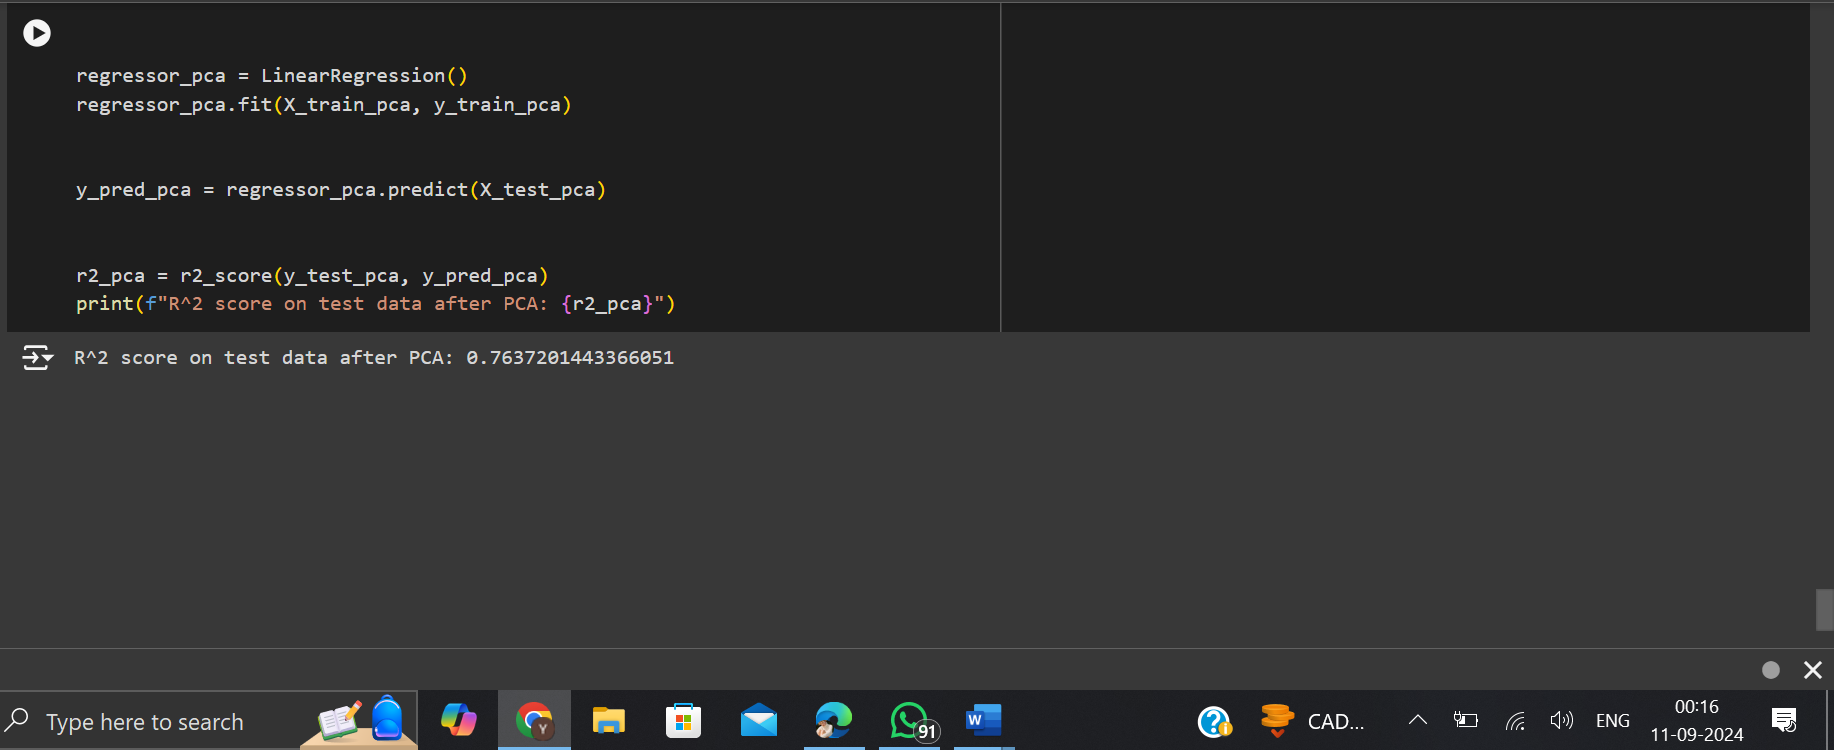 regressor_pca = LinearRegression()
regressor_pca.fit(X_train_pca, y_train_pca)
y_pred_pca = regressor_pca.predict(X_test_pca)
r2_pca = r2_score(y_test_pca, y_pred_pca)
print(f"R^2 score on test data after PCA: {r2_pca}")
R^2 score on test data after PCA: 0.7637201443366051
Type here to search
Y
91
W
CAD...
ENG
00:16
11-09-2024